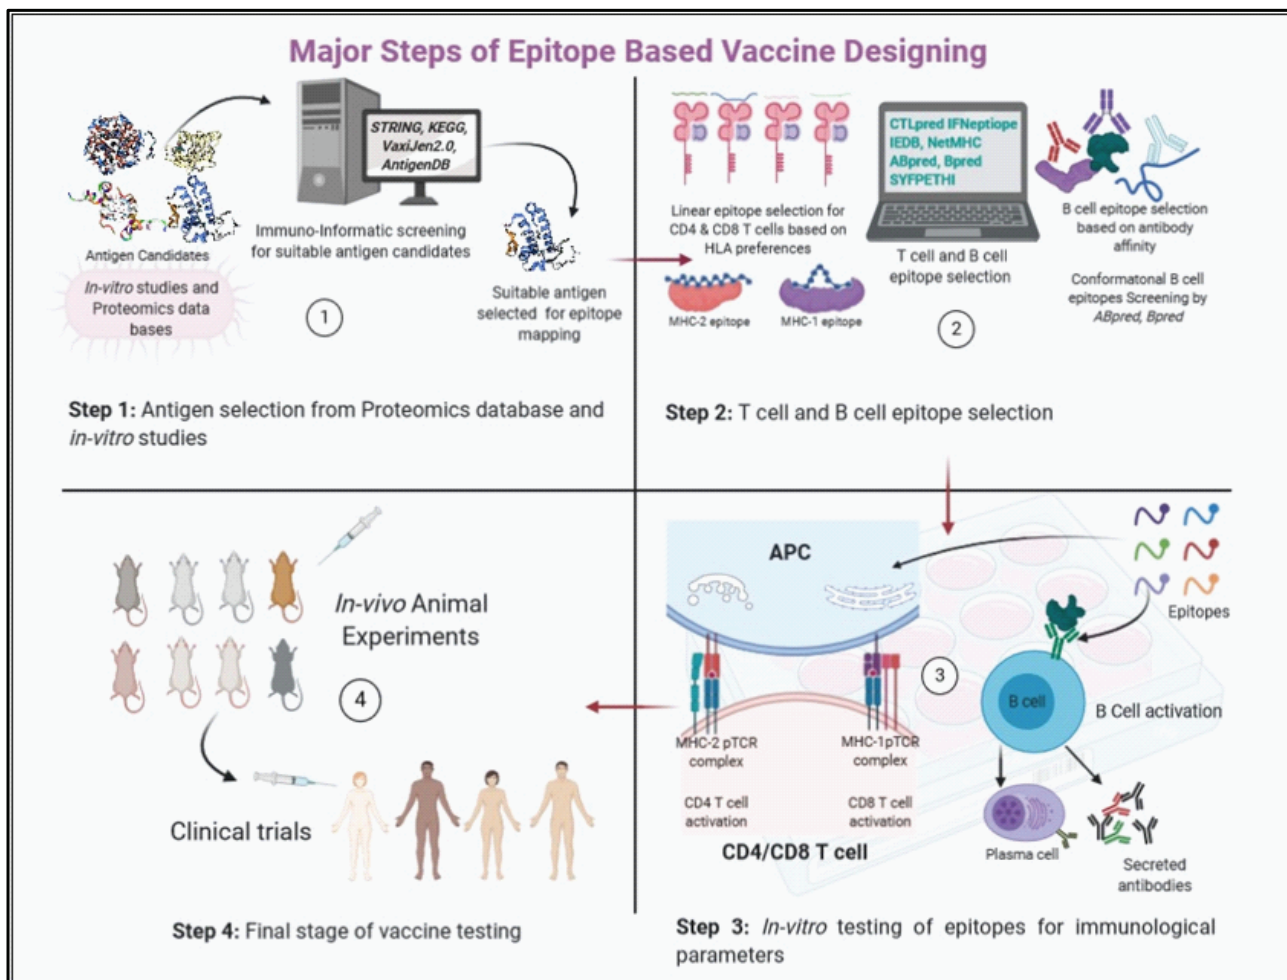 Major Steps of Epitope Based Vaccine Designing
STRING, KEGG,
VaxiJen2.0,
AntigenDB
Antigen Candidates
In-vitro studies and
Proteomics data
bases
Immuno-Informatic screening
for suitable antigen candidates
1
Suitable antigen
selected for epitope
mapping
Step 1: Antigen selection from Proteomics database and
in-vitro studies
Linear epitope selection for
CD4 & CD8 T cells based on
HLA preferences
MHC-2 epitope
MHC-1 epitope
CTLpred IFNeptiope
IEDB, NetMHC
ABpred, Bpred
SYFPETHI
T cell and B cell
epitope selection
2
B cell epitope selection
based on antibody
affinity
Conformatonal B cell
epitopes Screening by
ABpred, Bpred
Step 2: T cell and B cell epitope selection
In-vivo Animal
Experiments
4
Clinical trials
Step 4: Final stage of vaccine testing
APC
MHC-2 pTCR
complex
MHC-1pTCR
complex
CD4 T cell
activation
CD8 T cell
activation
CD4/CD8 T cell
3
Epitopes
B cell
B Cell activation
Plasma cell
Secreted
antibodies
Step 3: In-vitro testing of epitopes for immunological
parameters